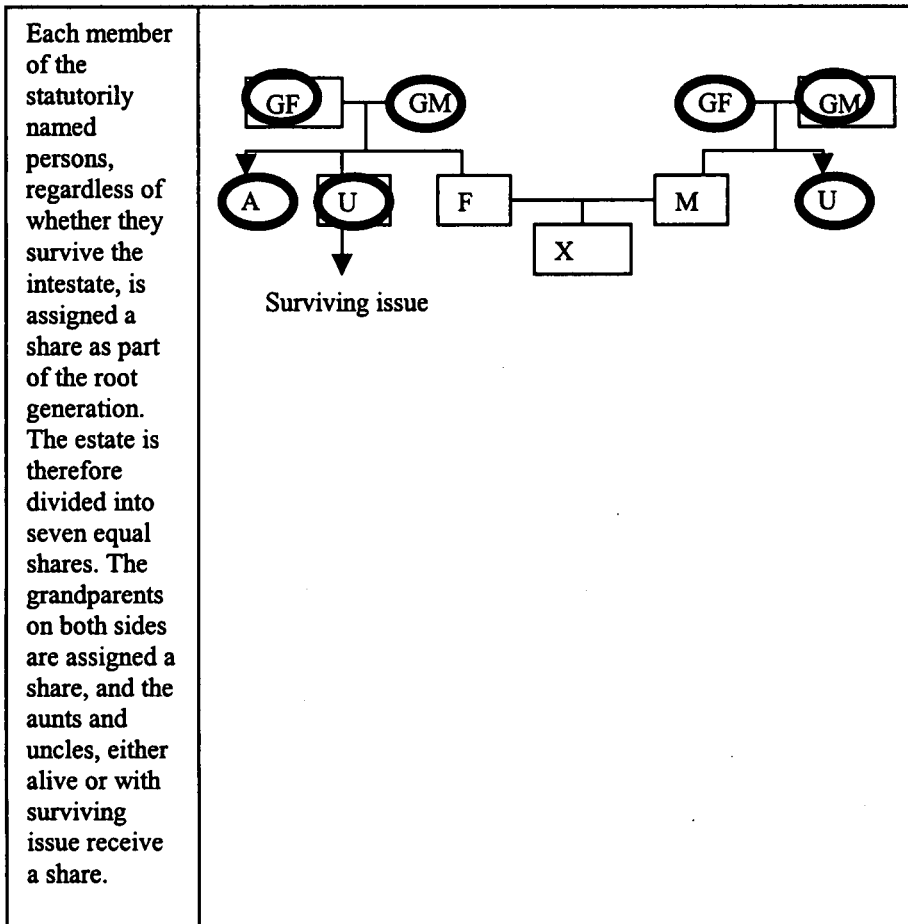 Each member
of the
statutorily
named
persons,
regardless of
whether they
survive the
intestate, is
assigned a
share as part
of the root
generation.
The estate is
therefore
divided into
seven equal
shares. The
grandparents
on both sides
are assigned a
share, and the
aunts and
uncles, either
alive or with
surviving
issue receive
a share.
GF GM GF GM
A U F M U
X
Surviving issue